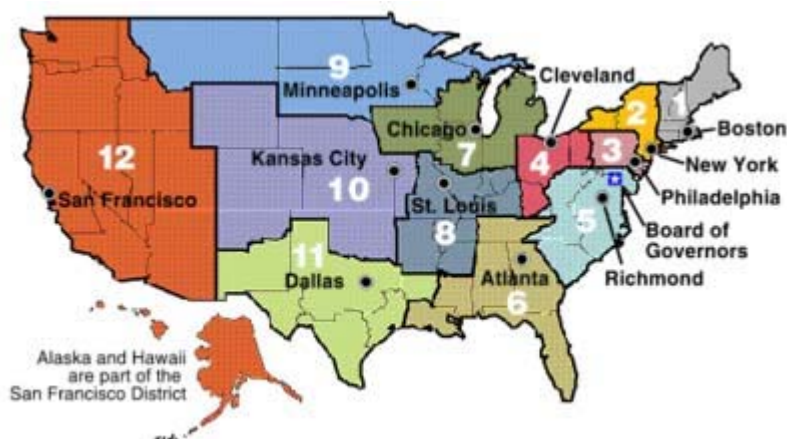 9
Minneapolis
Cleveland
2
1
Chicago
7
Boston
12
Kansas City
4
3
New York
10
San Francisco
St. Louis
Philadelphia
5
8
Board of
Governors
11
Dallas
Atlanta
Richmond
6
Alaska and Hawaii
are part of the
San Francisco District